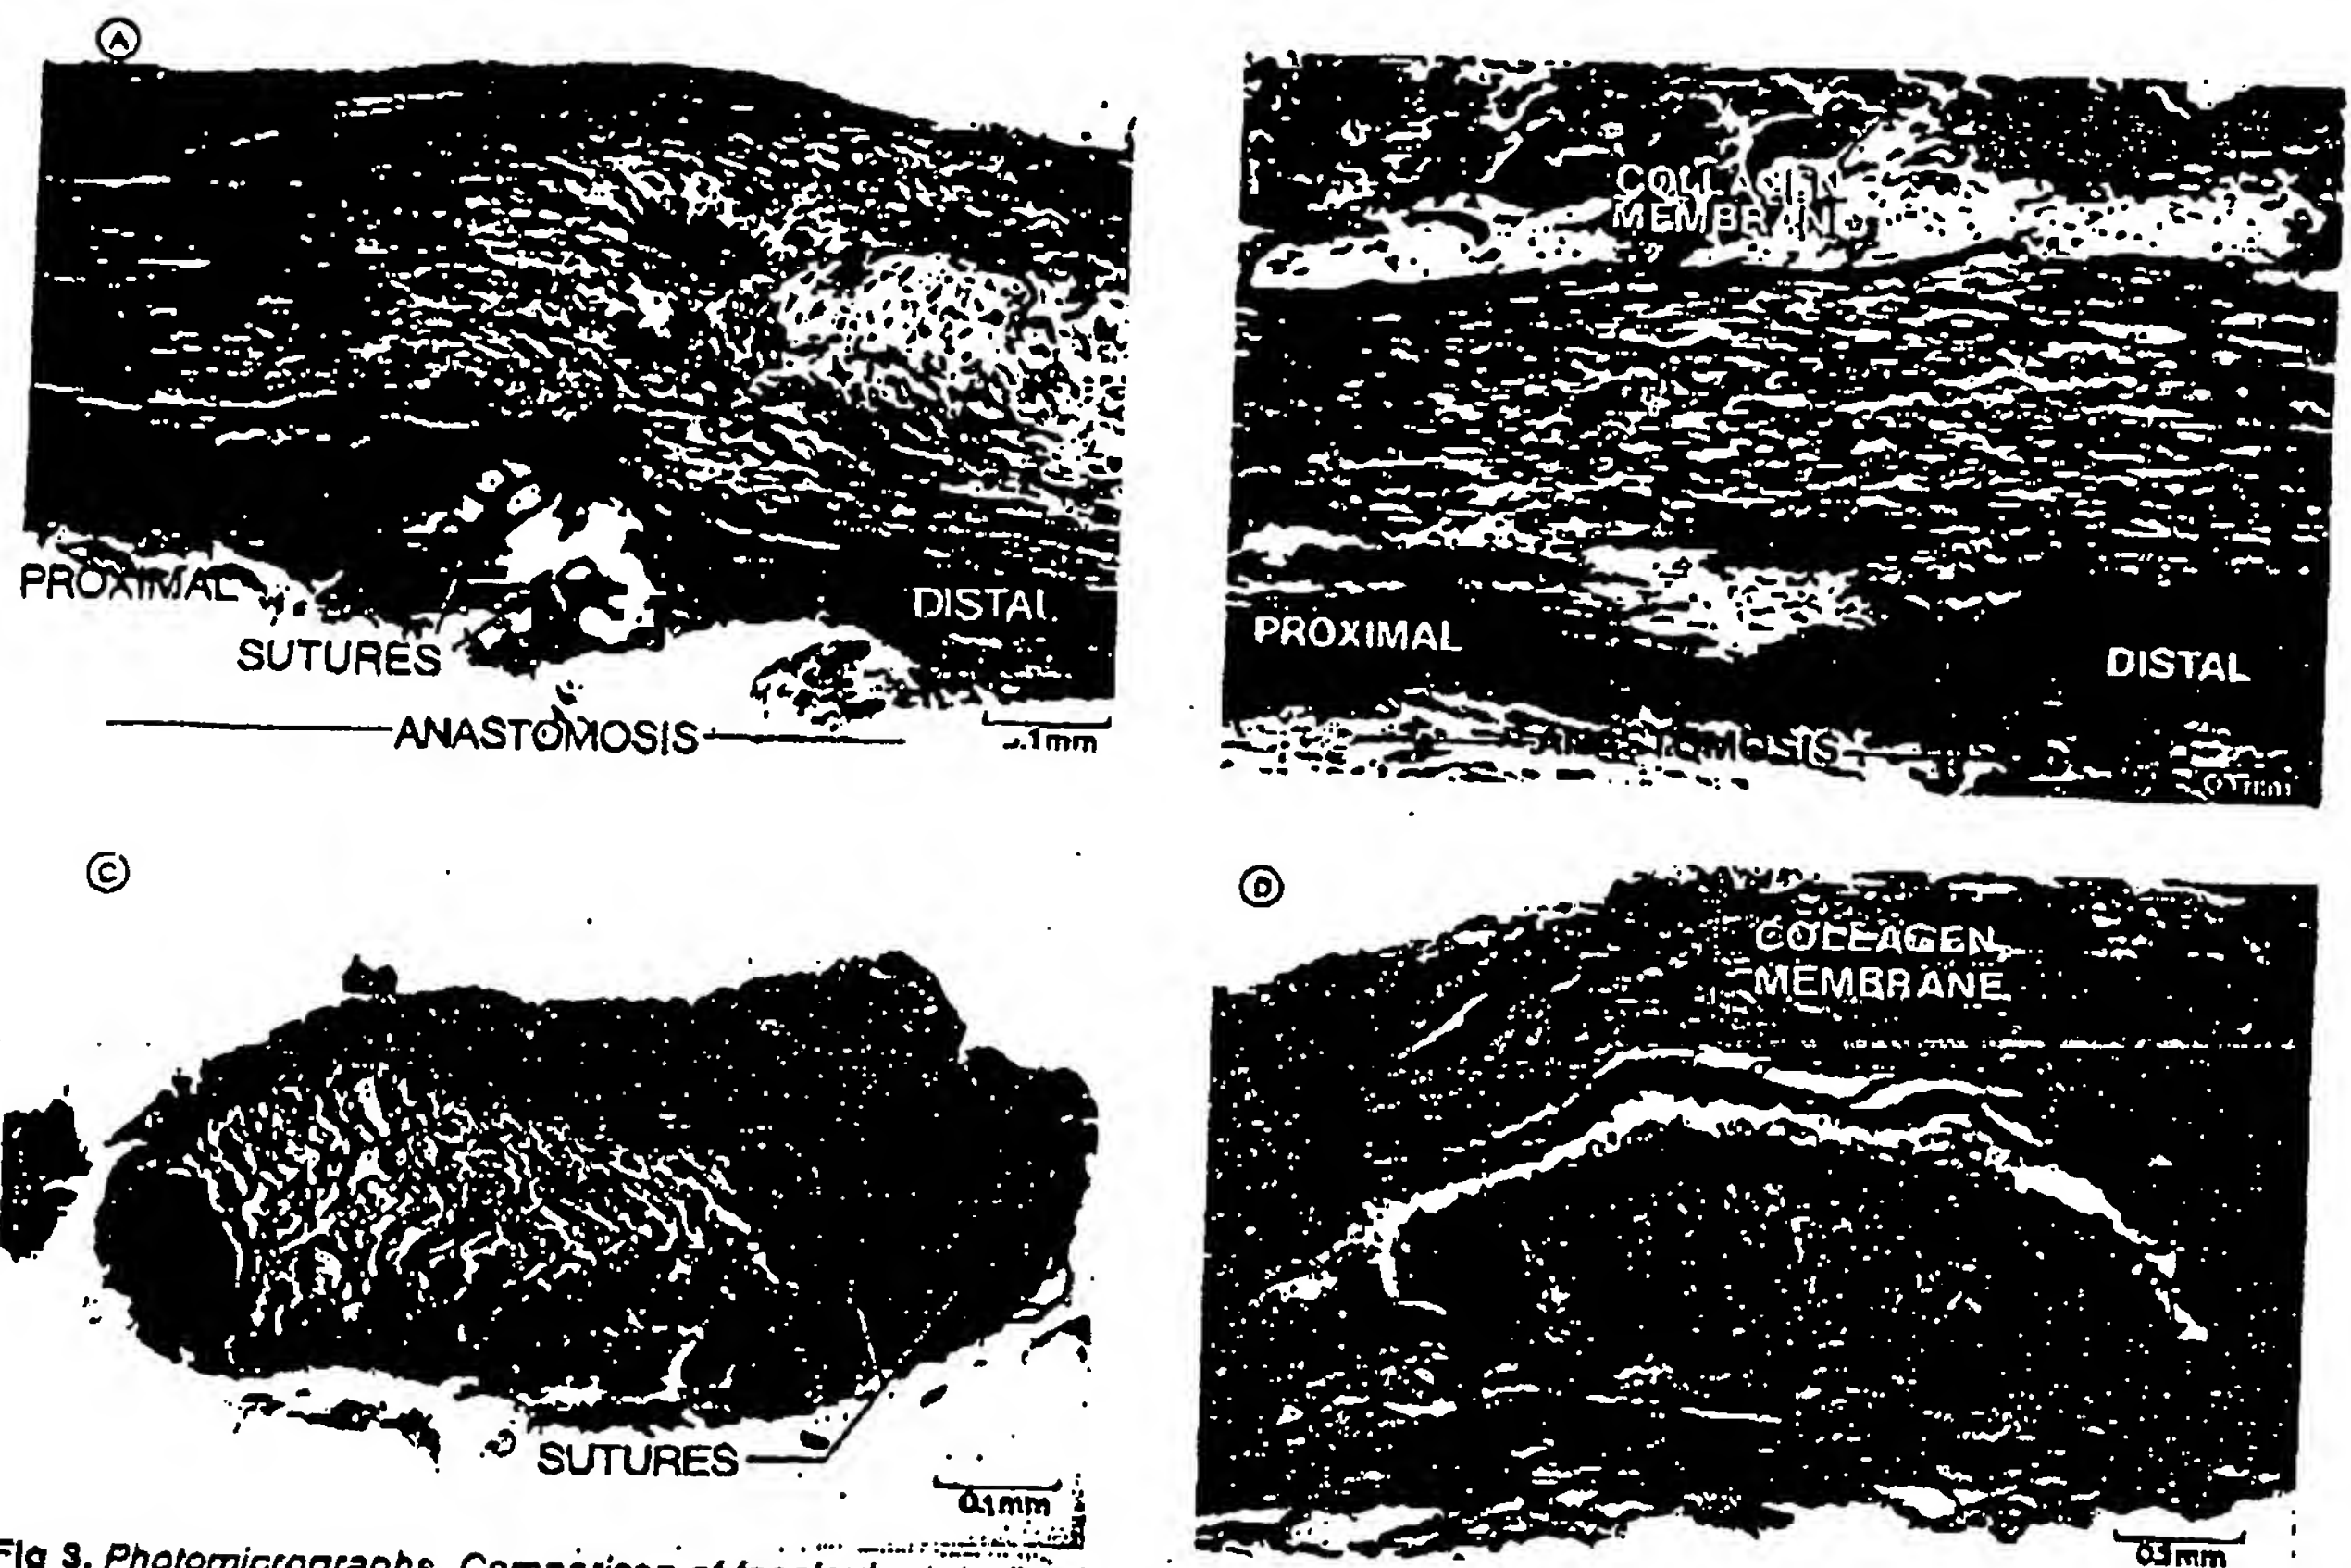 A
PROXIMAL
SUTURES
DISTAL
ANASTOMOSIS
.1mm
COLLAGEN
MEMBRANE
PROXIMAL
DISTAL
ANASTOMOSIS
0.1mm
C
SUTURES
0.1mm
D
COLLAGEN
MEMBRANE
Fig 3. Photomicrographs. Comparison of